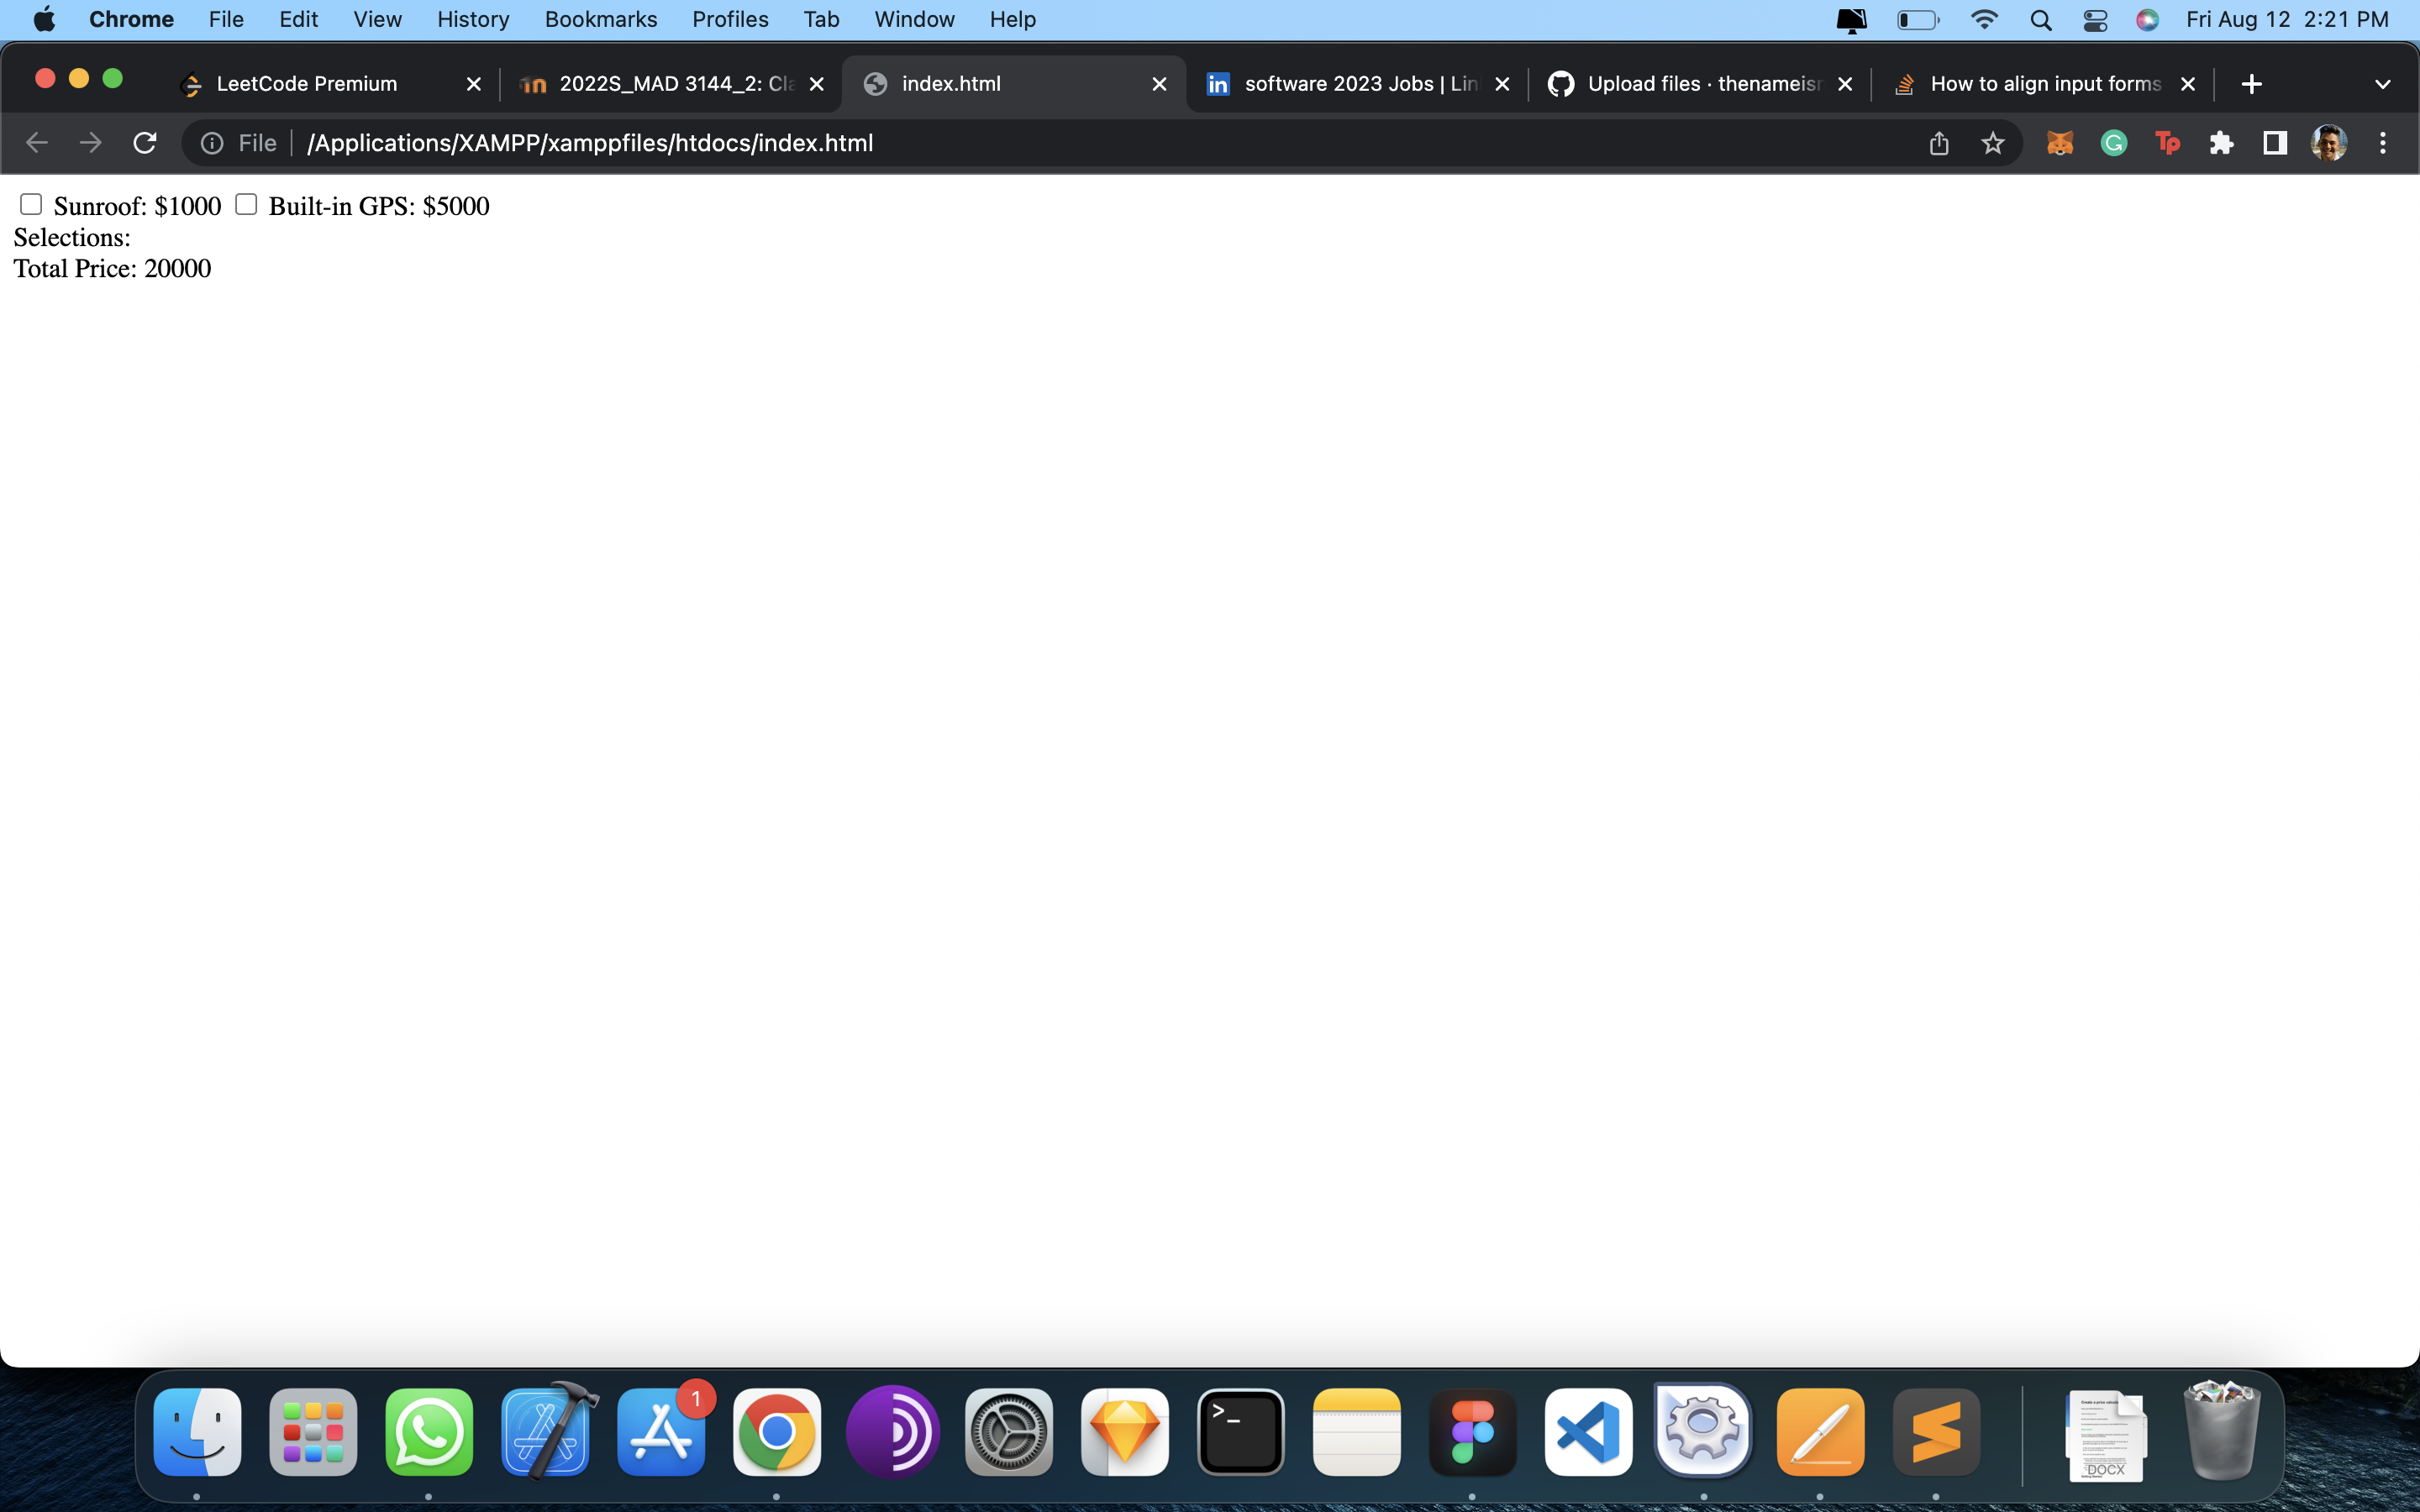 Chrome File Edit View History Bookmarks Profiles Tab Window Help Fri Aug 12 2:21 PM
LeetCode Premium 2022S_MAD 3144_2: Cla index.html software 2023 Jobs | Lin Upload files · thenameisr How to align input forms
File /Applications/XAMPP/xamppfiles/htdocs/index.html
Sunroof: $1000 Built-in GPS: $5000
Selections:
Total Price: 20000
1
DOCX